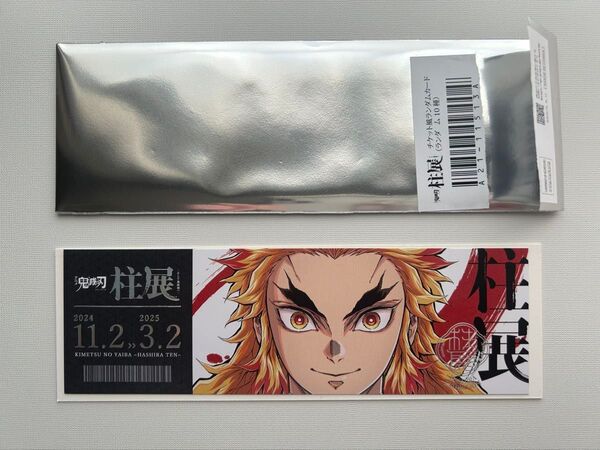 柱展
チケット風ランダムカード
(ランダム10種)
A21-11513A
鬼滅の刃
柱展
2024
2025
11.2 » 3.2
KIMETSU NO YAIBA -HASHIRA TEN-
柱展